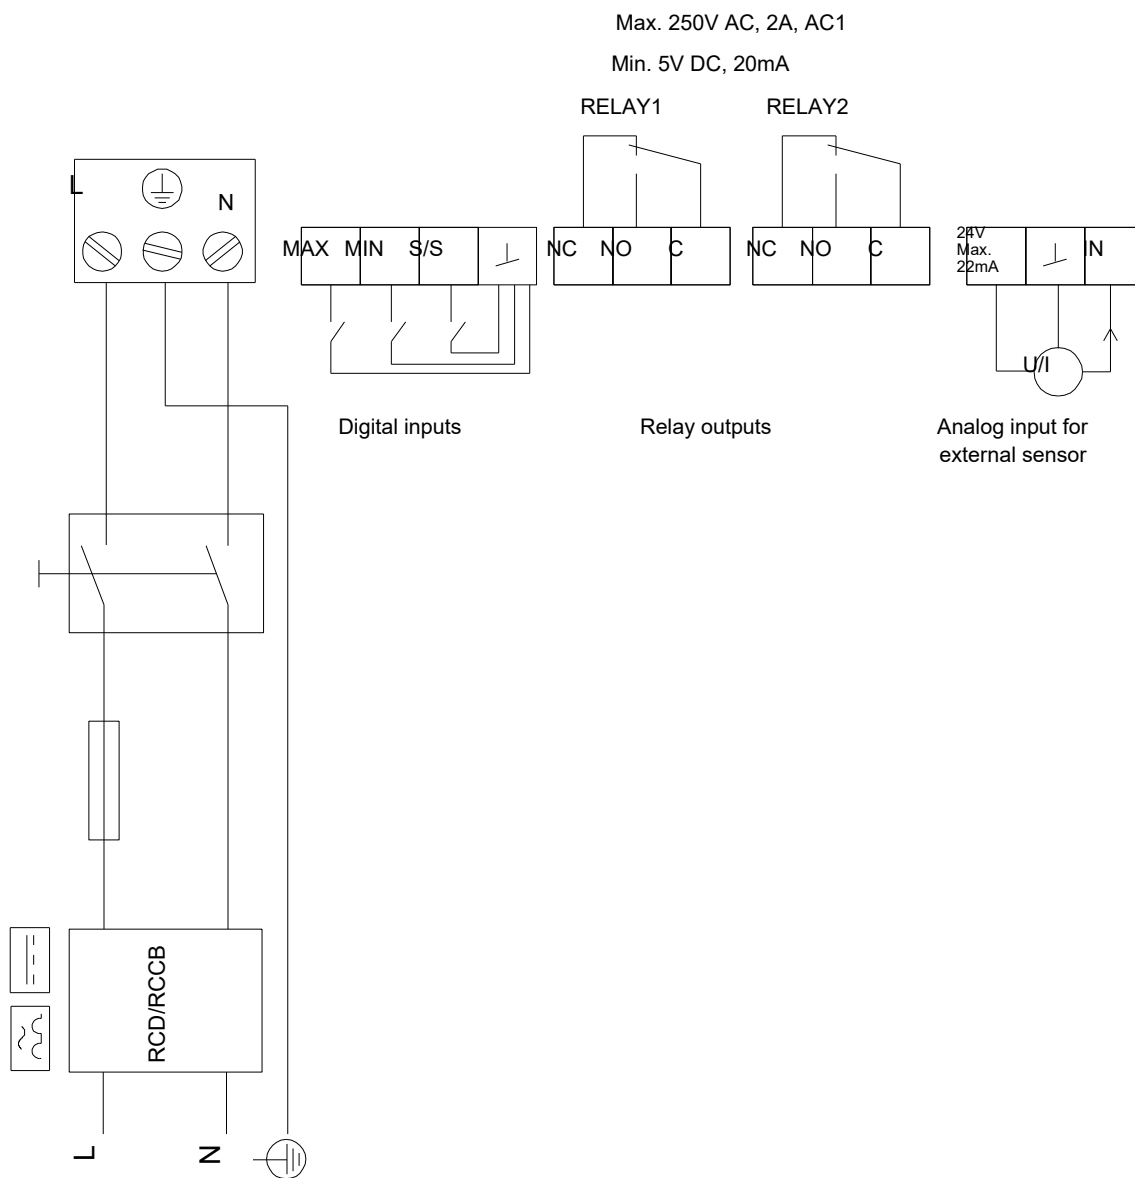 Max. 250V AC, 2A, AC1
Min. 5V DC, 20mA
RELAY1
RELAY2
L
N
MAX
MIN
S/S
NC
NO
C
NC
NO
C
24V
Max.
22mA
IN
U/I
Digital inputs
Relay outputs
Analog input for
external sensor
RCD/RCCB
L
N